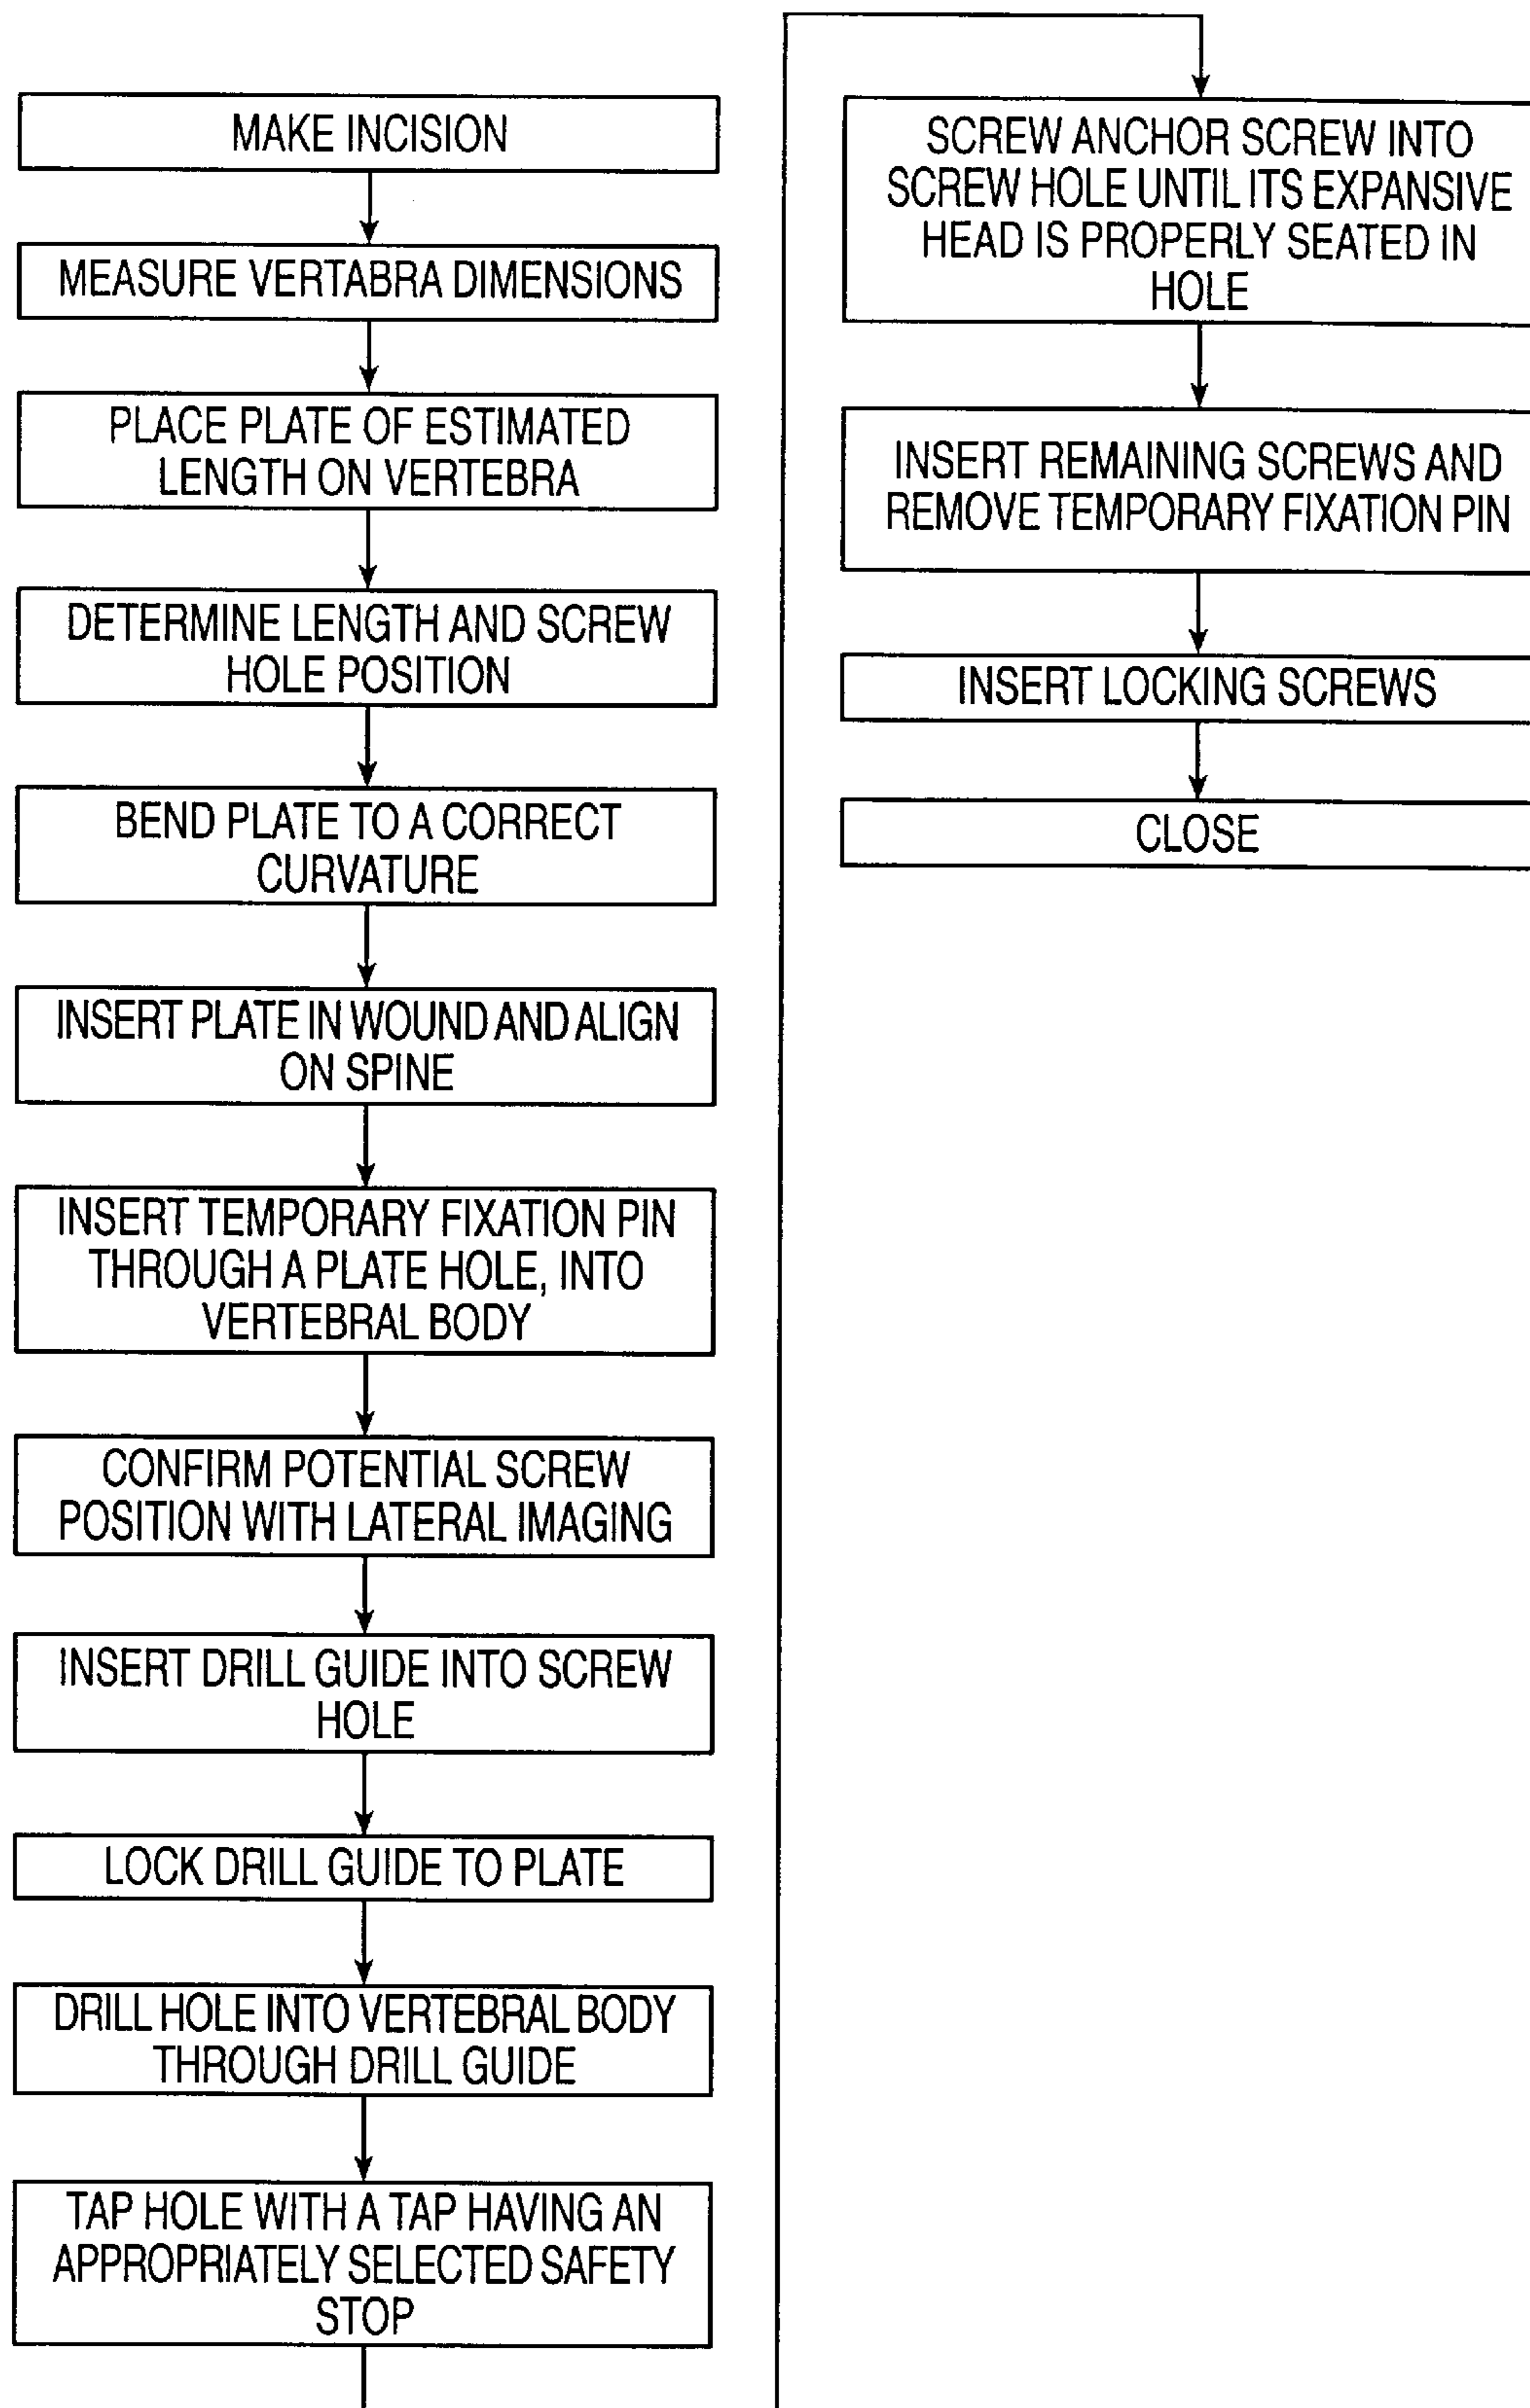 MAKE INCISION
MEASURE VERTABRA DIMENSIONS
PLACE PLATE OF ESTIMATED
LENGTH ON VERTEBRA
DETERMINE LENGTH AND SCREW
HOLE POSITION
BEND PLATE TO A CORRECT
CURVATURE
INSERT PLATE IN WOUND AND ALIGN
ON SPINE
INSERT TEMPORARY FIXATION PIN
THROUGH A PLATE HOLE, INTO
VERTEBRAL BODY
CONFIRM POTENTIAL SCREW
POSITION WITH LATERAL IMAGING
INSERT DRILL GUIDE INTO SCREW
HOLE
LOCK DRILL GUIDE TO PLATE
DRILL HOLE INTO VERTEBRAL BODY
THROUGH DRILL GUIDE
TAP HOLE WITH A TAP HAVING AN
APPROPRIATELY SELECTED SAFETY
STOP
SCREW ANCHOR SCREW INTO
SCREW HOLE UNTIL ITS EXPANSIVE
HEAD IS PROPERLY SEATED IN
HOLE
INSERT REMAINING SCREWS AND
REMOVE TEMPORARY FIXATION PIN
INSERT LOCKING SCREWS
CLOSE